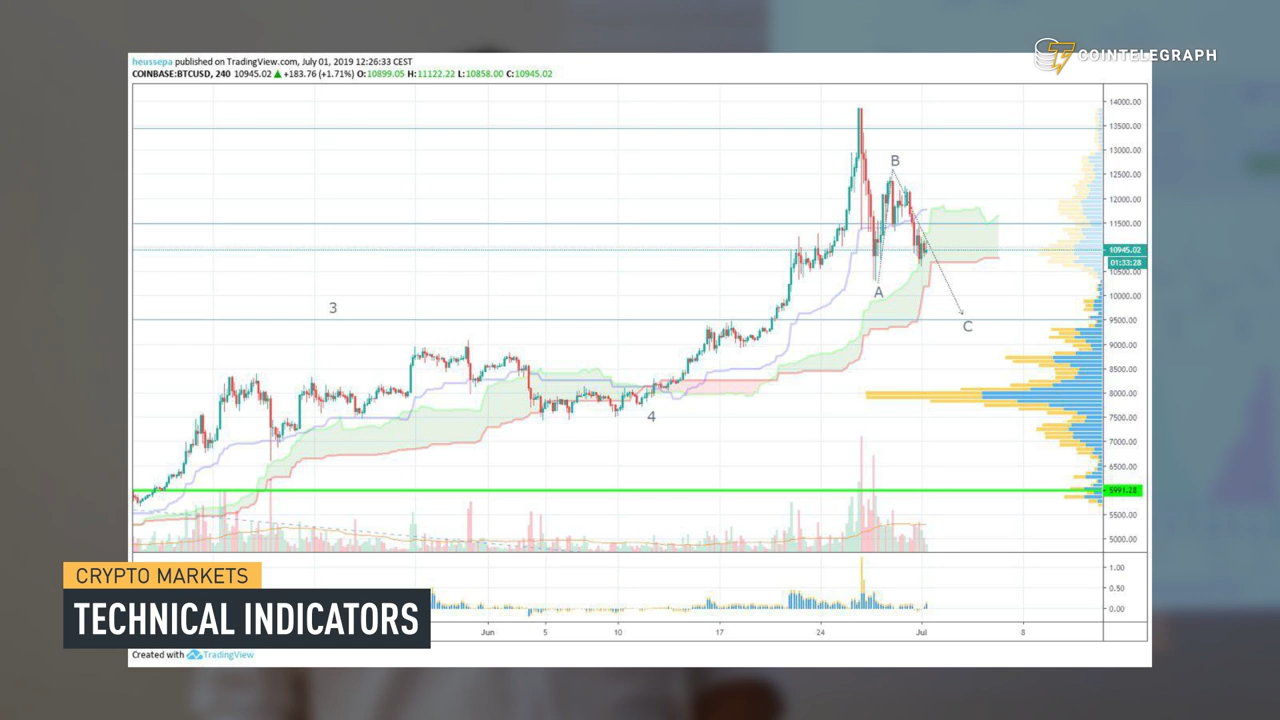 COINTELEGRAPH
heussepa published on TradingView.com, July 01, 2019 12:26:33 CEST
COINBASE:BTCUSD, 240 10945.02 ▲ +183.76 (+1.71%) O:10899.05 H:11122.22 L:10858.00 C:10945.02
14000.00
13500.00
13000.00
B
12500.00
12000.00
11500.00
10945.02
01:33:28
10500.00
A
10000.00
3
9500.00
C
9000.00
8500.00
8000.00
4
7500.00
7000.00
6500.00
5991.28
5500.00
5000.00
1.00
0.50
0.00
CRYPTO MARKETS
TECHNICAL INDICATORS
Jun 5 10 17 24 Jul 8
Created with TradingView